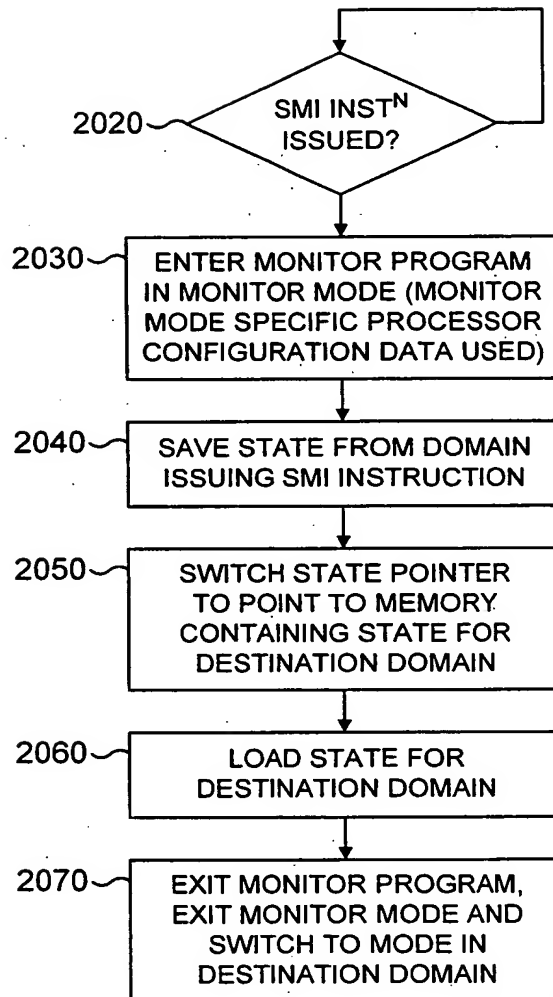 2020
SMI INSTᴺ
ISSUED?
2030
ENTER MONITOR PROGRAM
IN MONITOR MODE (MONITOR
MODE SPECIFIC PROCESSOR
CONFIGURATION DATA USED)
2040
SAVE STATE FROM DOMAIN
ISSUING SMI INSTRUCTION
2050
SWITCH STATE POINTER
TO POINT TO MEMORY
CONTAINING STATE FOR
DESTINATION DOMAIN
2060
LOAD STATE FOR
DESTINATION DOMAIN
2070
EXIT MONITOR PROGRAM,
EXIT MONITOR MODE AND
SWITCH TO MODE IN
DESTINATION DOMAIN